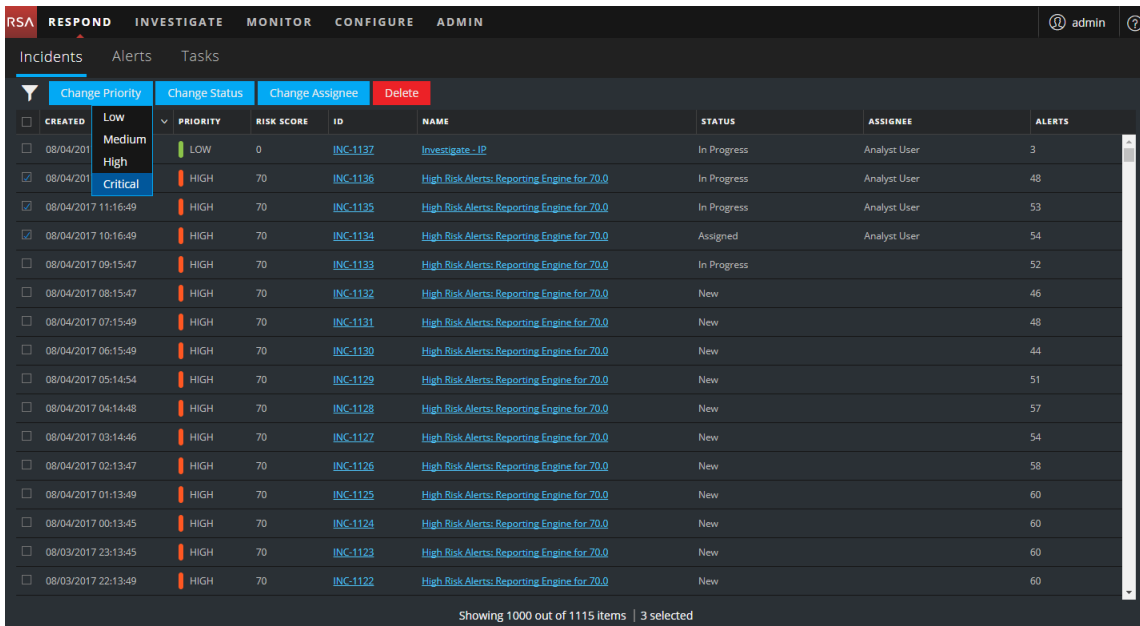 RSA RESPOND INVESTIGATE MONITOR CONFIGURE ADMIN admin
Incidents Alerts Tasks
Change Priority Change Status Change Assignee Delete
Low
Medium
High
Critical
CREATED PRIORITY RISK SCORE ID NAME STATUS ASSIGNEE ALERTS
08/04/201 LOW 0 INC-1137 Investigate - IP In Progress Analyst User 3
08/04/201 HIGH 70 INC-1136 High Risk Alerts: Reporting Engine for 70.0 In Progress Analyst User 48
08/04/2017 11:16:49 HIGH 70 INC-1135 High Risk Alerts: Reporting Engine for 70.0 In Progress Analyst User 53
08/04/2017 10:16:49 HIGH 70 INC-1134 High Risk Alerts: Reporting Engine for 70.0 Assigned Analyst User 54
08/04/2017 09:15:47 HIGH 70 INC-1133 High Risk Alerts: Reporting Engine for 70.0 In Progress 52
08/04/2017 08:15:47 HIGH 70 INC-1132 High Risk Alerts: Reporting Engine for 70.0 New 46
08/04/2017 07:15:49 HIGH 70 INC-1131 High Risk Alerts: Reporting Engine for 70.0 New 48
08/04/2017 06:15:49 HIGH 70 INC-1130 High Risk Alerts: Reporting Engine for 70.0 New 44
08/04/2017 05:14:54 HIGH 70 INC-1129 High Risk Alerts: Reporting Engine for 70.0 New 51
08/04/2017 04:14:48 HIGH 70 INC-1128 High Risk Alerts: Reporting Engine for 70.0 New 57
08/04/2017 03:14:46 HIGH 70 INC-1127 High Risk Alerts: Reporting Engine for 70.0 New 54
08/04/2017 02:13:47 HIGH 70 INC-1126 High Risk Alerts: Reporting Engine for 70.0 New 58
08/04/2017 01:13:49 HIGH 70 INC-1125 High Risk Alerts: Reporting Engine for 70.0 New 60
08/04/2017 00:13:45 HIGH 70 INC-1124 High Risk Alerts: Reporting Engine for 70.0 New 60
08/03/2017 23:13:45 HIGH 70 INC-1123 High Risk Alerts: Reporting Engine for 70.0 New 60
08/03/2017 22:13:49 HIGH 70 INC-1122 High Risk Alerts: Reporting Engine for 70.0 New 60
Showing 1000 out of 1115 items | 3 selected